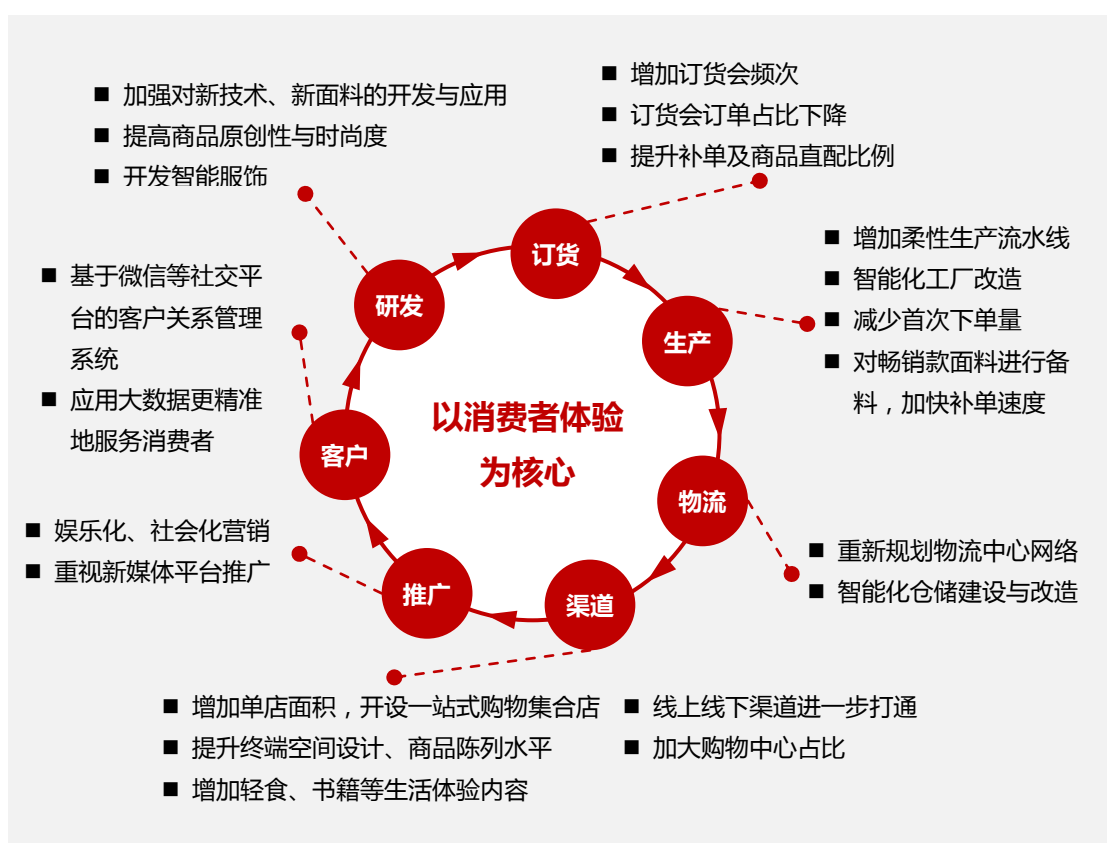 ■ 加强对新技术、新面料的开发与应用
■ 提高商品原创性与时尚度
■ 开发智能服饰
■ 增加订货会频次
■ 订货会订单占比下降
■ 提升补单及商品直配比例
订货
研发
生产
■ 增加柔性生产流水线
■ 智能化工厂改造
■ 减少首次下单量
■ 对畅销款面料进行备
料，加快补单速度
■ 基于微信等社交平
台的客户关系管理
系统
■ 应用大数据更精准
地服务消费者
以消费者体验
为核心
客户
物流
■ 娱乐化、社会化营销
■ 重视新媒体平台推广
■ 重新规划物流中心网络
■ 智能化仓储建设与改造
推广
渠道
■ 增加单店面积，开设一站式购物集合店
■ 提升终端空间设计、商品陈列水平
■ 增加轻食、书籍等生活体验内容
■ 线上线下渠道进一步打通
■ 加大购物中心占比